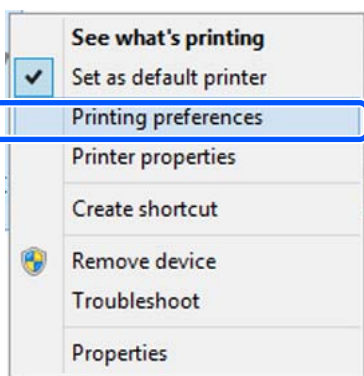 See what's printing
Set as default printer
Printing preferences
Printer properties
Create shortcut
Remove device
Troubleshoot
Properties